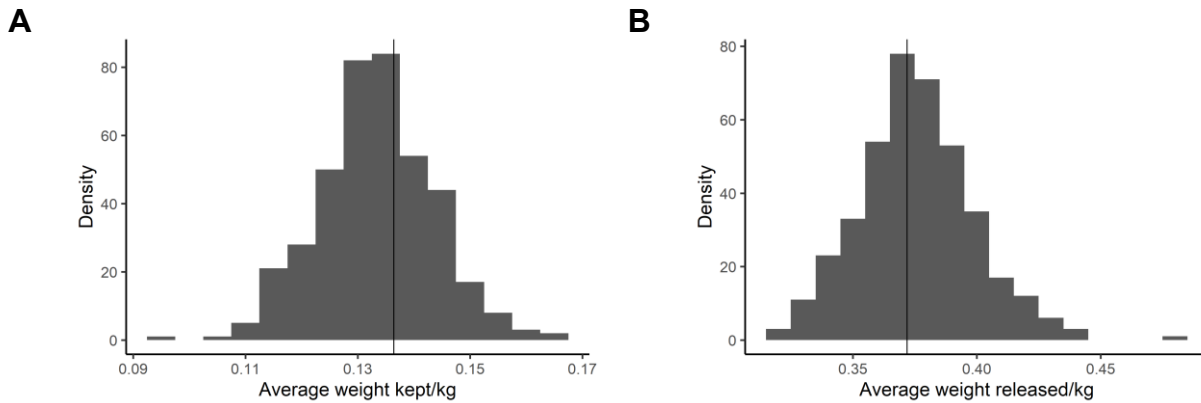 A
Density
80
60
40
20
0
0.09 0.11 0.13 0.15 0.17
Average weight kept/kg
B
Density
80
60
40
20
0
0.35 0.40 0.45
Average weight released/kg